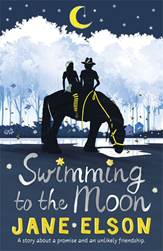 Swimming
to the Moon
JANE ELSON
A story about a promise and an unlikely friendship.